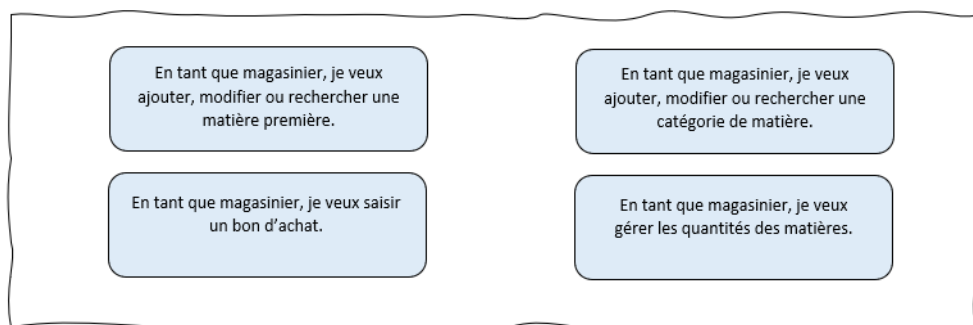 En tant que magasinier, je veux
ajouter, modifier ou rechercher une
matière première.
En tant que magasinier, je veux
ajouter, modifier ou rechercher une
catégorie de matière.
En tant que magasinier, je veux saisir
un bon d’achat.
En tant que magasinier, je veux
gérer les quantités des matières.